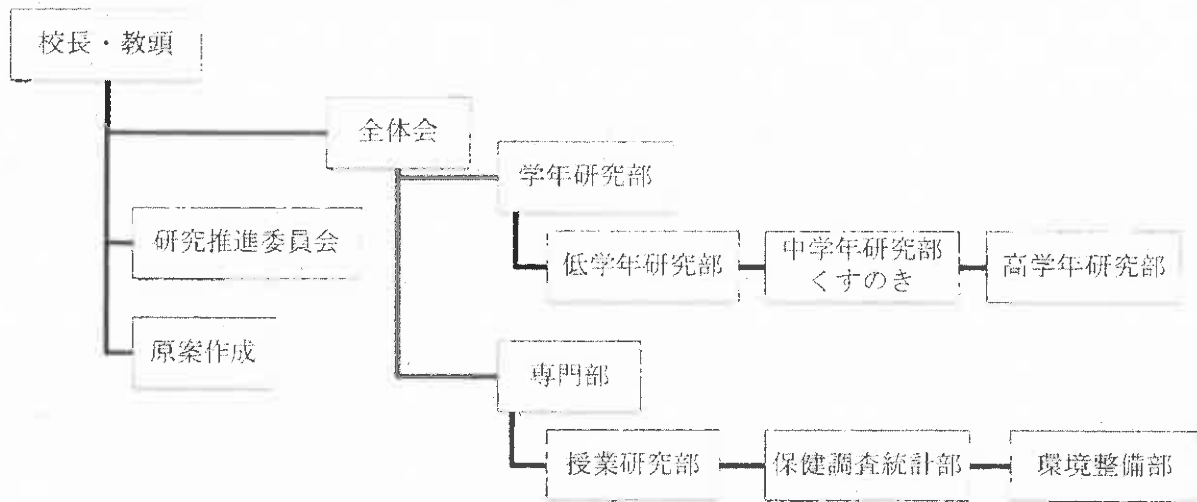 校長・教頭
全体会
学年研究部
研究推進委員会
低学年研究部
中学年研究部
くすのき
高学年研究部
原案作成
専門部
授業研究部
保健調査統計部
環境整備部